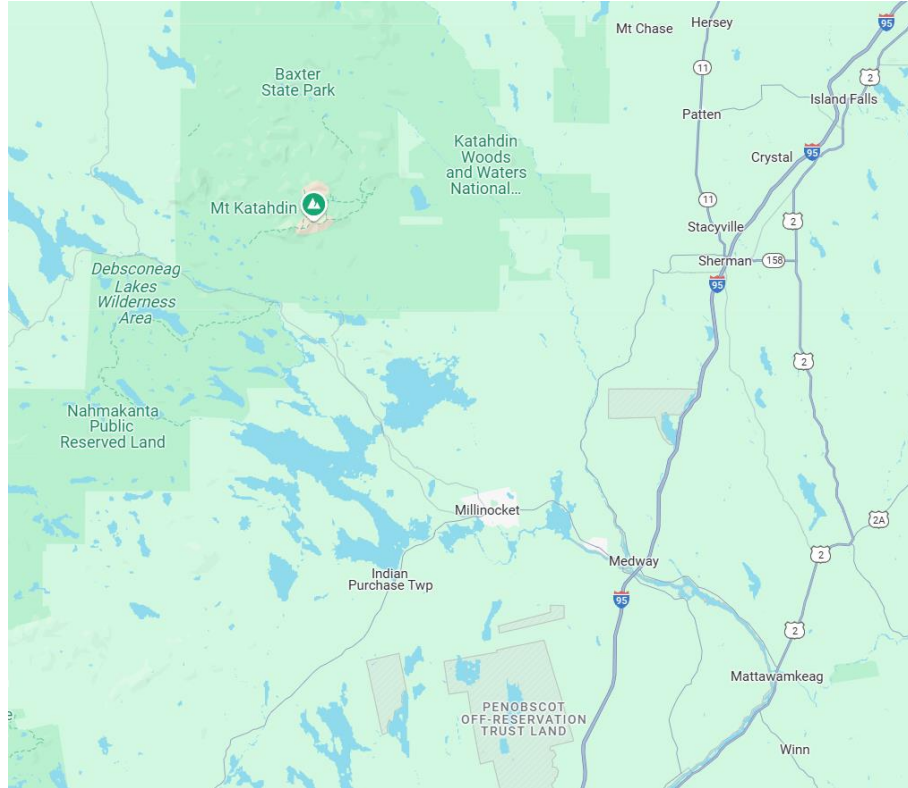 Mt Chase
Hersey
95
11
2
Baxter
State Park
Island Falls
Patten
Katahdin
Woods
and Waters
National...
Crystal
95
Mt Katahdin
11
2
Stacyville
Sherman
158
Debsconeag
Lakes
Wilderness
Area
95
2
Nahmakanta
Public
Reserved Land
Millinocket
2A
2
Medway
Indian
Purchase Twp
95
2
Mattawamkeag
PENOBSCOT
OFF-RESERVATION
TRUST LAND
e
Winn